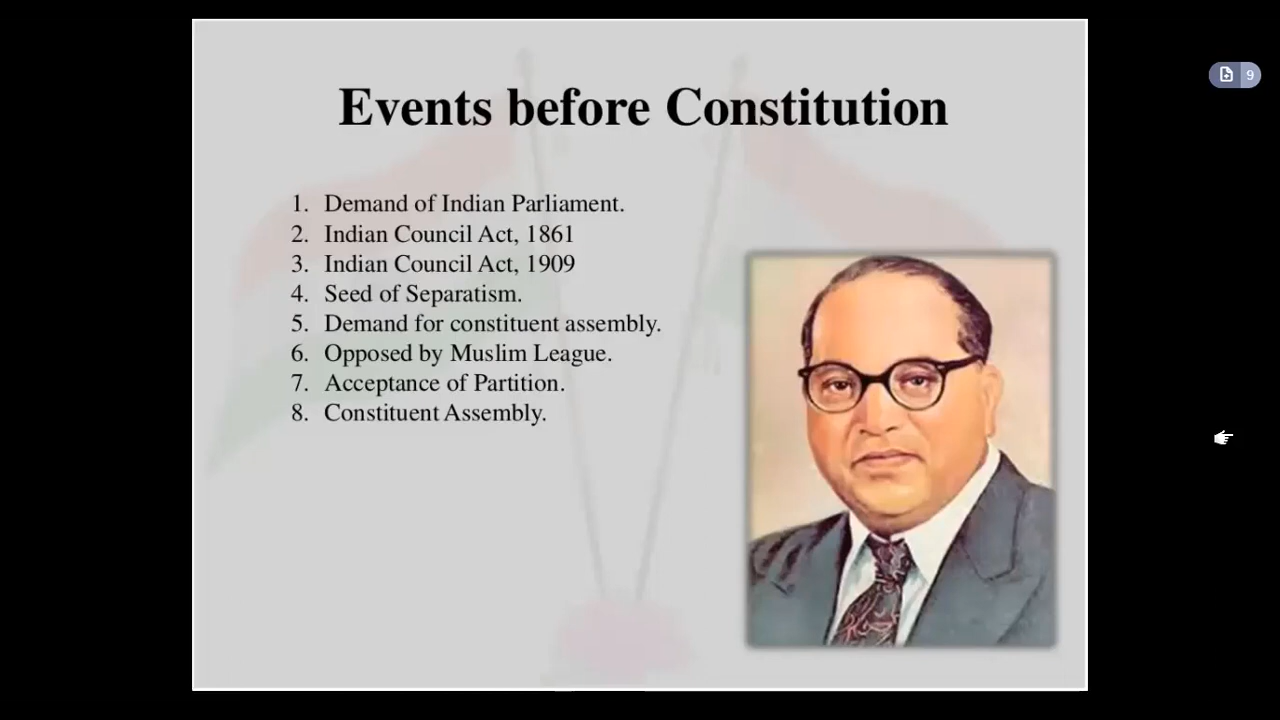 Events before Constitution
1. Demand of Indian Parliament.
2. Indian Council Act, 1861
3. Indian Council Act, 1909
4. Seed of Separatism.
5. Demand for constituent assembly.
6. Opposed by Muslim League.
7. Acceptance of Partition.
8. Constituent Assembly.
9